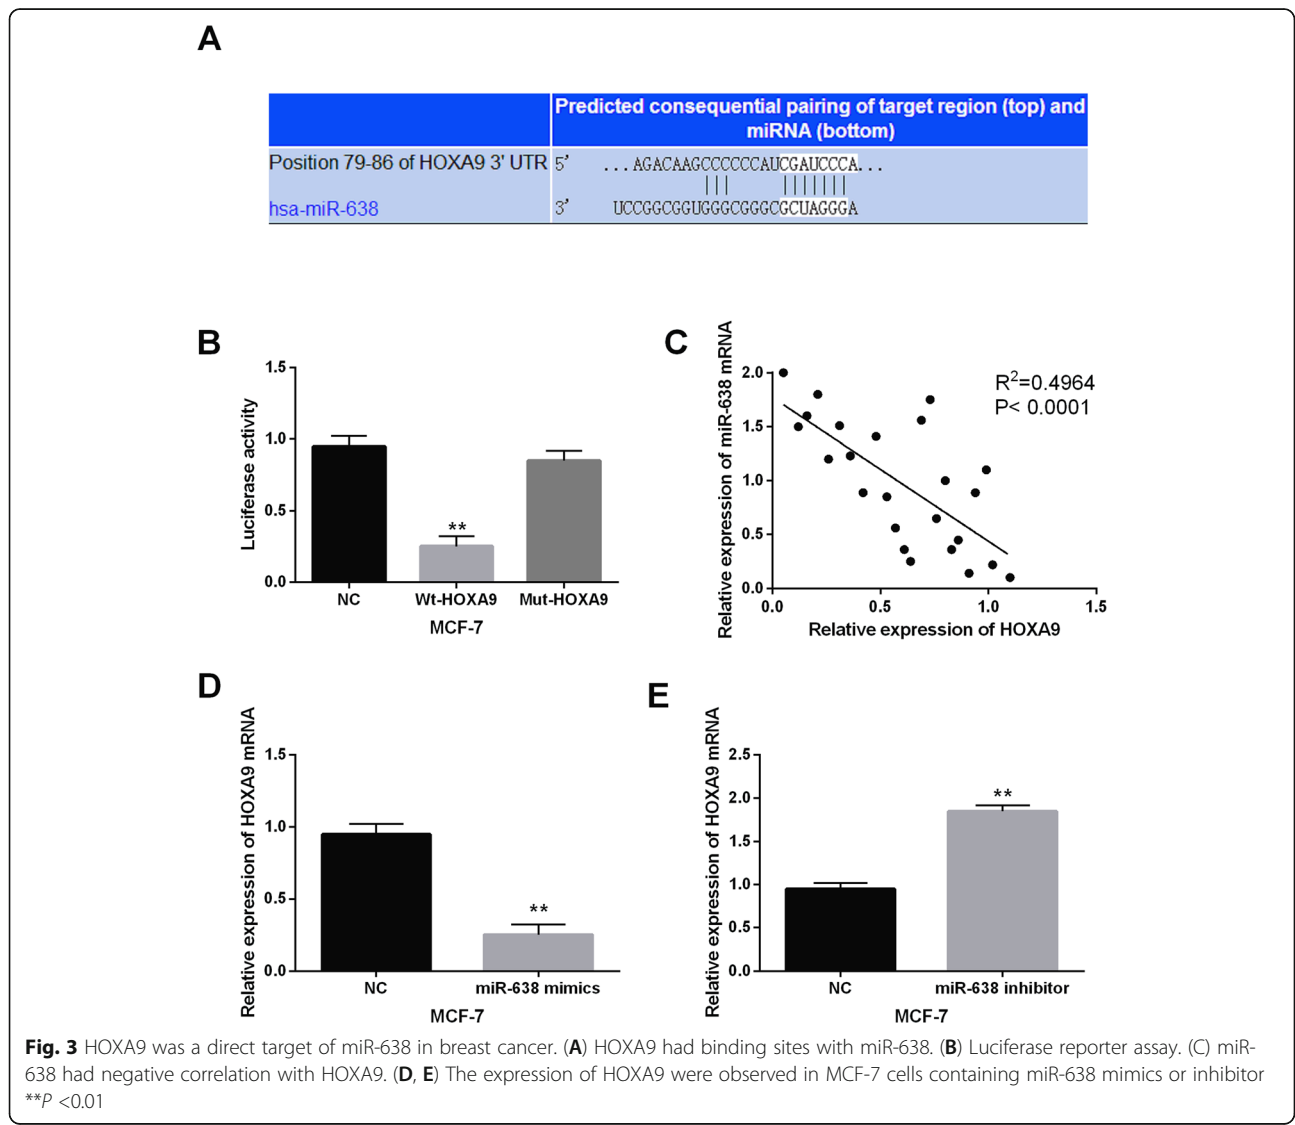 A
Predicted consequential pairing of target region (top) and
miRNA (bottom)
Position 79-86 of HOXA9 3' UTR 5' ...AGACAAGCCCCCCAUCGAUCCCA...
hsa-miR-638 3' UCCGGCGGUGGGCGGGCGCUAGGGA
B
Luciferase activity
1.5
1.0
0.5
0.0
**
NC Wt-HOXA9 Mut-HOXA9
MCF-7
C
Relative expression of miR-638 mRNA
2.0
1.5
1.0
0.5
0.0
R²=0.4964
P< 0.0001
0.0 0.5 1.0 1.5
Relative expression of HOXA9
D
Relative expression of HOXA9 mRNA
1.5
1.0
0.5
0.0
**
NC miR-638 mimics
MCF-7
E
Relative expression of HOXA9 mRNA
2.5
2.0
1.5
1.0
0.5
0.0
**
NC miR-638 inhibitor
MCF-7
Fig. 3 HOXA9 was a direct target of miR-638 in breast cancer. (A) HOXA9 had binding sites with miR-638. (B) Luciferase reporter assay. (C) miR-
638 had negative correlation with HOXA9. (D, E) The expression of HOXA9 were observed in MCF-7 cells containing miR-638 mimics or inhibitor
**P <0.01